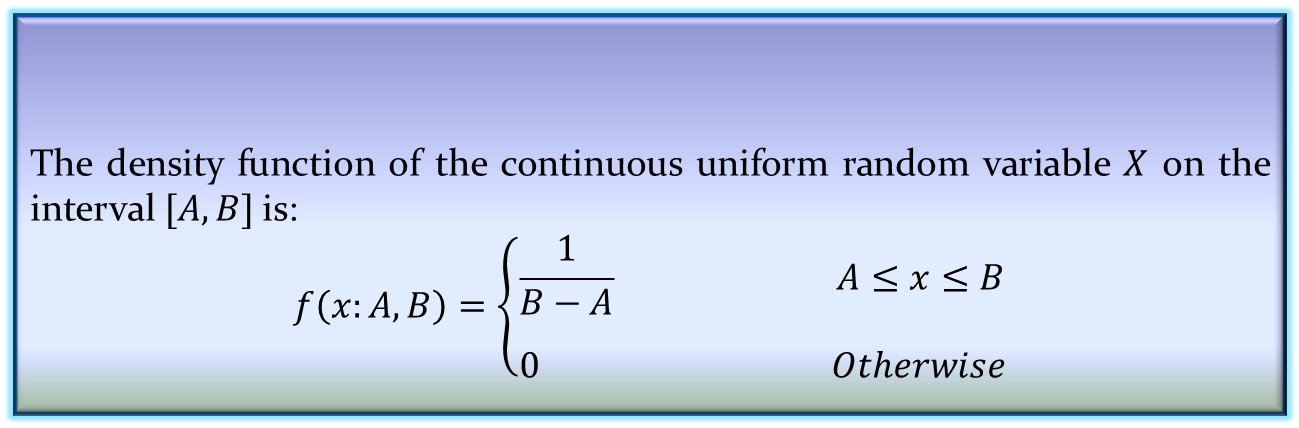 The density function of the continuous uniform random variable X on the
interval [A, B] is:
f(x: A, B) = { 1/(B − A)    A ≤ x ≤ B
0    Otherwise